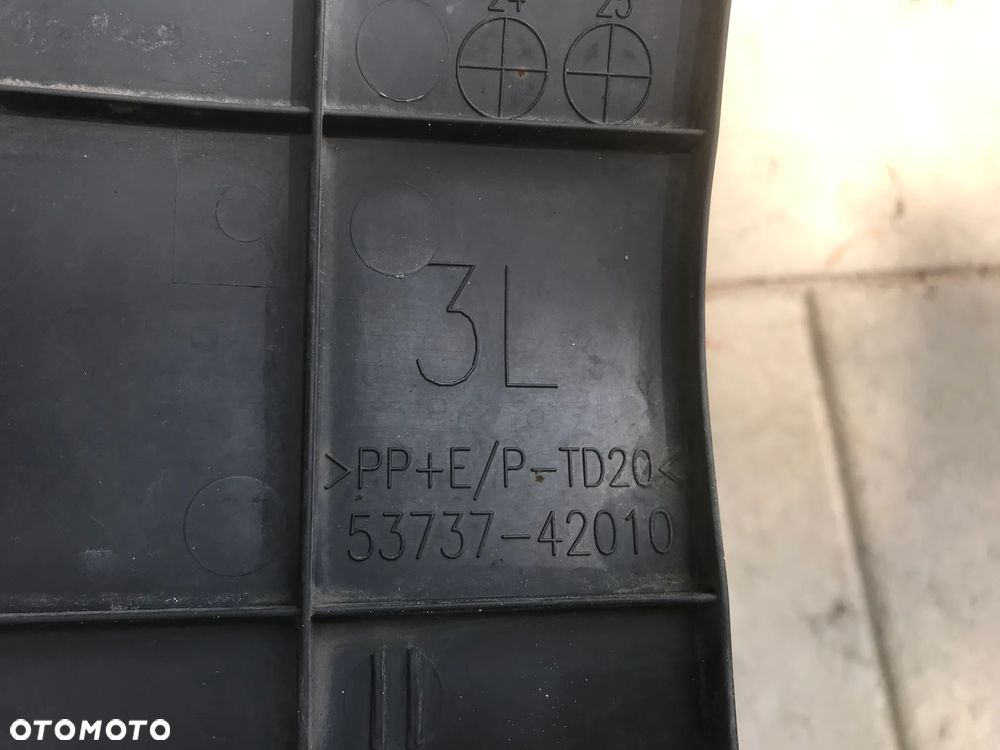 24 25
3L
>PP+E/P-TD20<
53737-42010
OTOMOTO